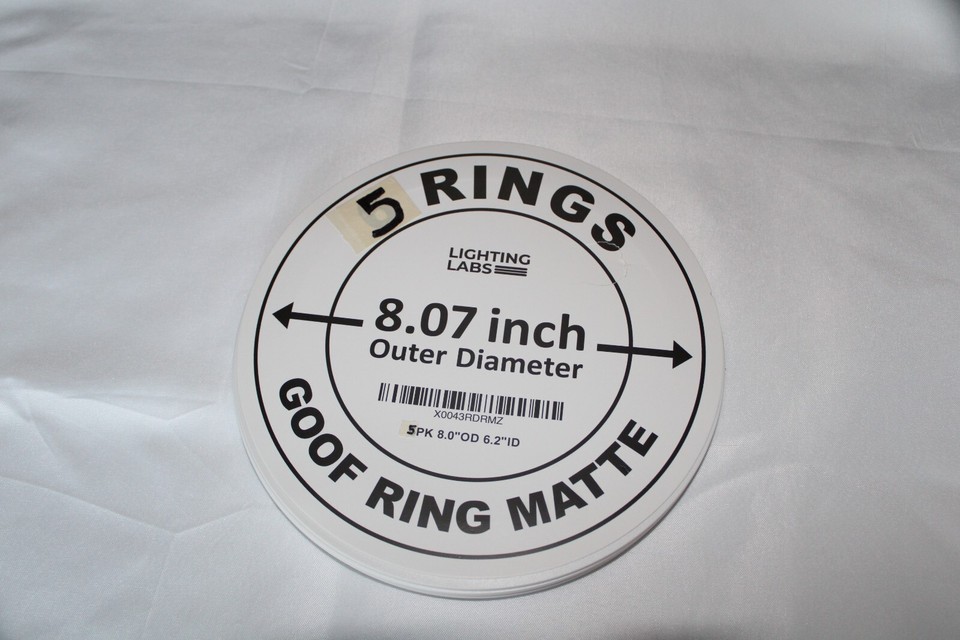 5 RINGS
LIGHTING
LABS
8.07 inch
Outer Diameter
X0043RDRMZ
5PK 8.0"OD 6.2"ID
GOOF RING MATTE